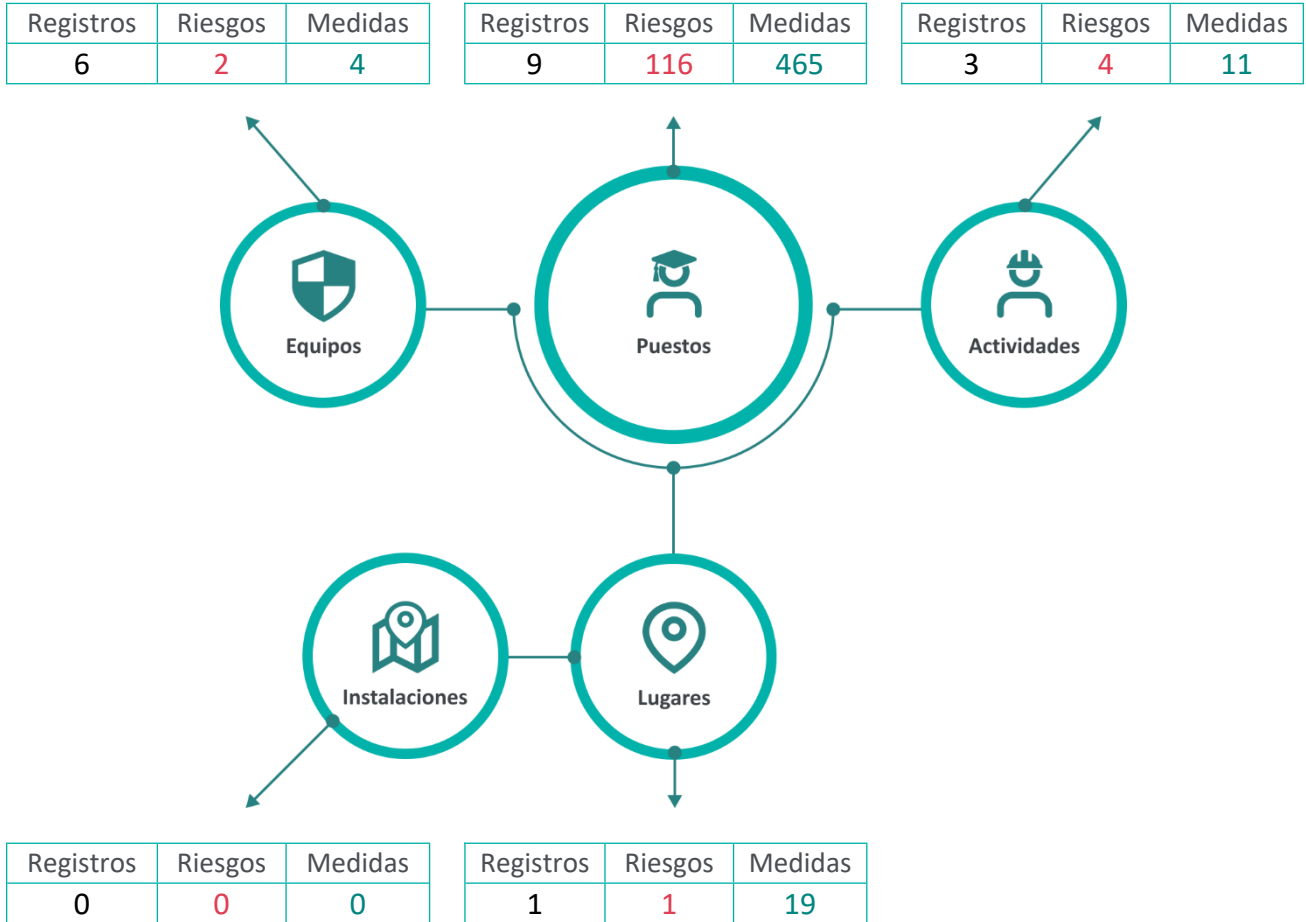 Registros Riesgos Medidas
6 2 4
Registros Riesgos Medidas
9 116 465
Registros Riesgos Medidas
3 4 11
Equipos
Puestos
Actividades
Instalaciones
Lugares
Registros Riesgos Medidas
0 0 0
Registros Riesgos Medidas
1 1 19